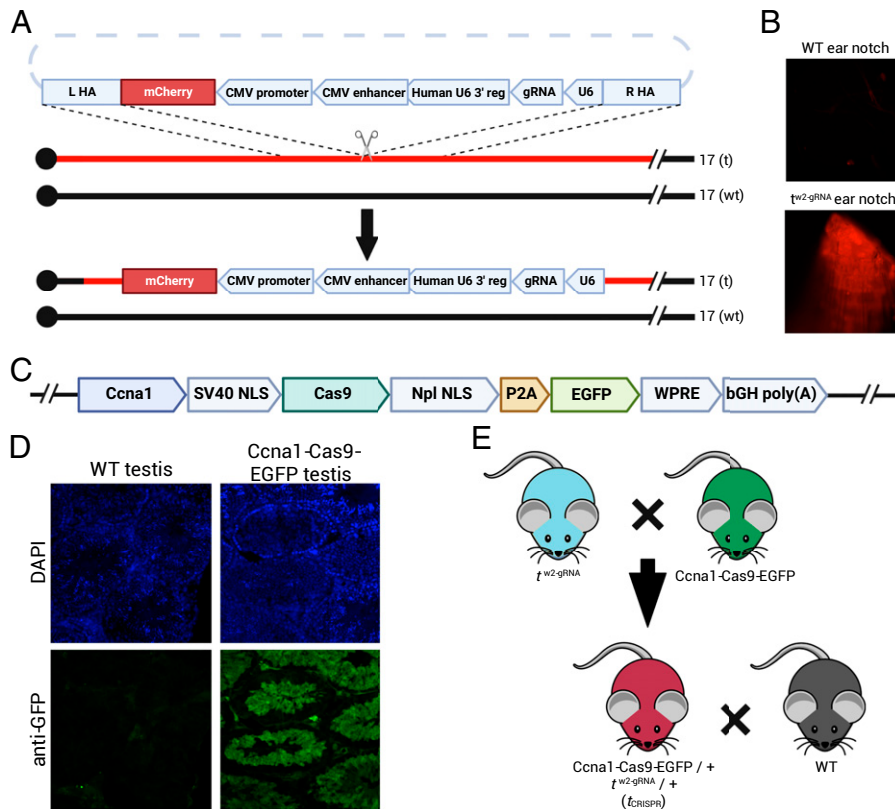 A
L HA mCherry CMV promoter CMV enhancer Human U6 3' reg gRNA U6 R HA
17 (t)
17 (wt)
mCherry CMV promoter CMV enhancer Human U6 3' reg gRNA U6
17 (t)
17 (wt)
B
WT ear notch
t^w2-gRNA ear notch
C
Ccna1 SV40 NLS Cas9 Npl NLS P2A EGFP WPRE bGH poly(A)
D
WT testis
Ccna1-Cas9-
EGFP testis
DAPI
anti-GFP
E
t^w2-gRNA
Ccna1-Cas9-EGFP
Ccna1-Cas9-EGFP / +
t^w2-gRNA / +
(t_CRISPR)
WT